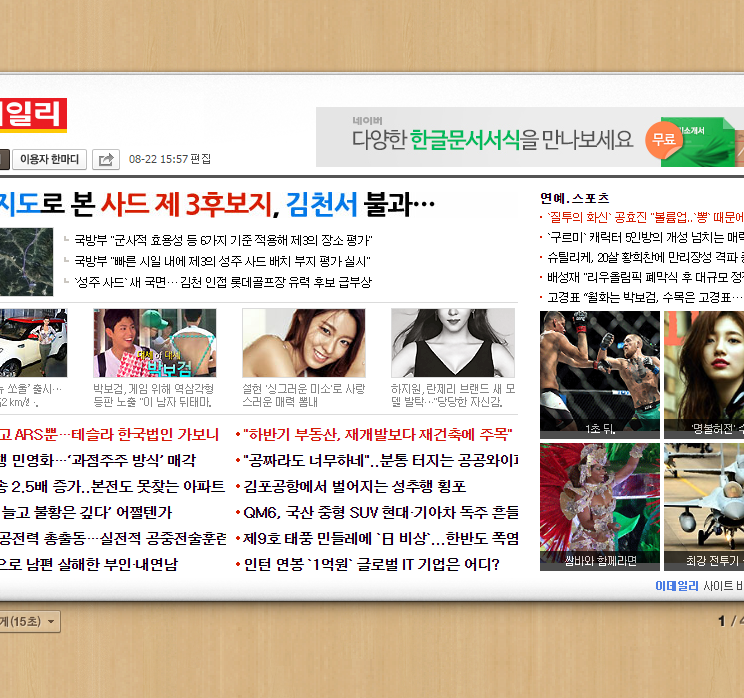 일리
네이버
다양한 한글문서서식을 만나보세요
무료
이용자 한마디
08-22 15:57 편집
지도로 본 사드 제 3후보지, 김천서 불과…
국방부 "군사적 효용성 등 6가지 기준 적용해 제3의 장소 평가"
국방부 "빠른 시일 내에 제3의 성주 사드 배치 부지 평가 실시"
'성주 사드' 새 국면…김천 인접 롯데골프장 유력 후보 급부상
연예.스포츠
`질투의 화신` 공효진 "볼륨업..`뽕` 때문에
`구르미` 캐릭터 5인방의 개성 넘치는 매력
슈틸리케, 20살 황희찬에 만리장성 격파
배성재 "리우올림픽 폐막식 후 대규모 정
고경표 "월화는 박보검, 수목은 고경표…
쏘울' 출시…
박보검
박보검, 게임 위해 역삼각형
등판 노출 "미 남자 뒤태마.
설현 '싱그러운 미소'로 사랑
스러운 매력 뽐내
하지원, 란제리 브랜드 새 모
델 발탁…"당당한 자신감.
1초 뒤.
'명불허전'
쌈바와 함께라면
최강 전투기
고 ARS뿐…테슬라 한국법인 가보니
"하반기 부동산, 재개발보다 재건축에 주목"
민영화…'과점주주 방식' 매각
"공짜라도 너무하네"..분통 터지는 공공와이파
2.5배 증가..본전도 못찾는 아파트
김포공항에서 벌어지는 성추행 횡포
늘고 불황은 깊다' 어쩔텐가
QM6, 국산 중형 SUV 현대·기아차 독주 흔들
공전력 총출동…실전적 공중전술훈련
제9호 태풍 민들레에 `日 비상`...한반도 폭염
으로 남편 살해한 부인·내연남
인턴 연봉 `1억원` 글로벌 IT 기업은 어디?
이데일리 사이트 바
게(15초)
1 / 4